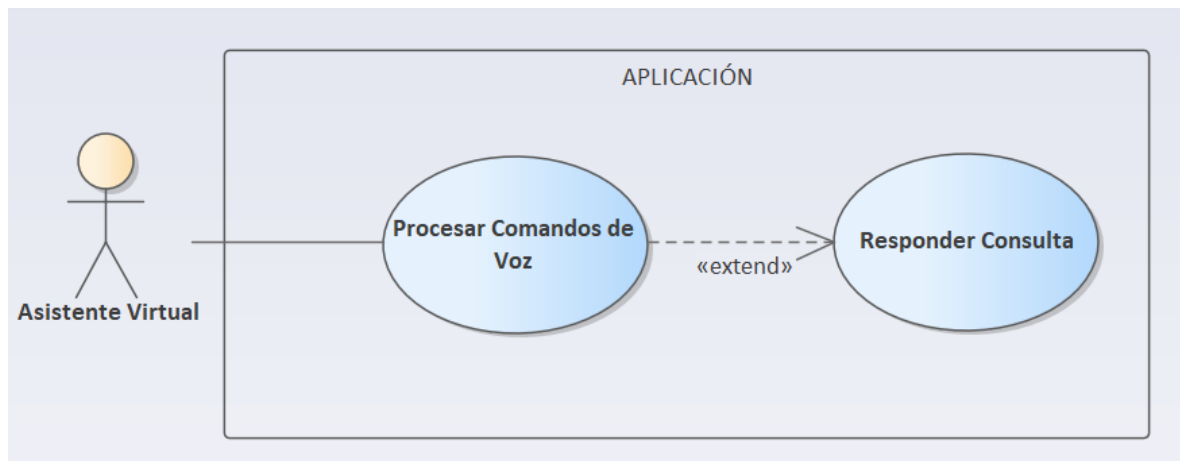 APLICACIÓN
Procesar Comandos de
Voz
Responder Consulta
«extend»
Asistente Virtual